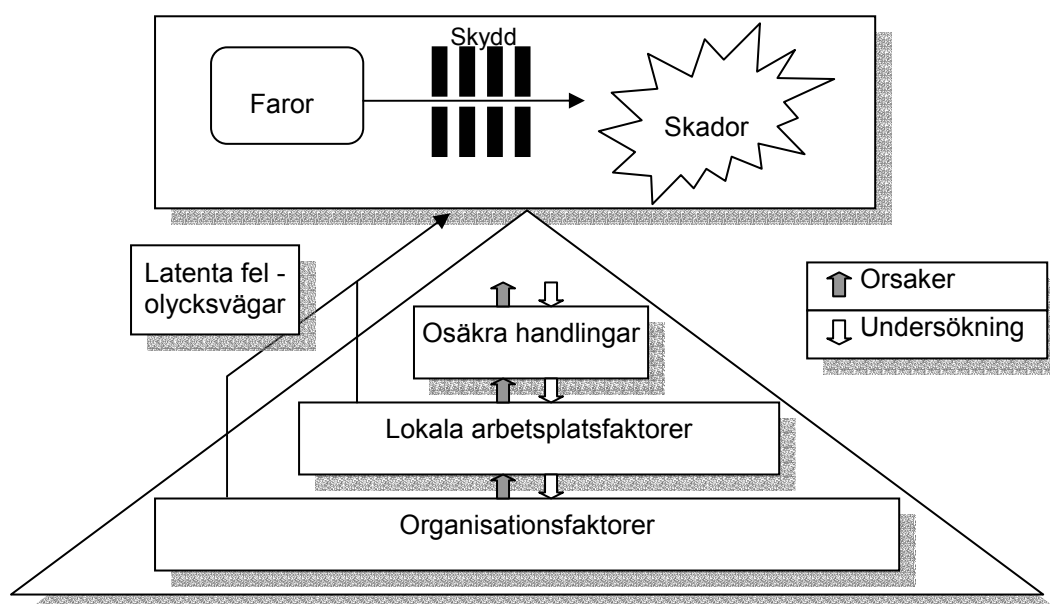 Skydd
Faror
Skador
Latenta fel -
olycksvägar
Orsaker
Undersökning
Osäkra handlingar
Lokala arbetsplatsfaktorer
Organisationsfaktorer